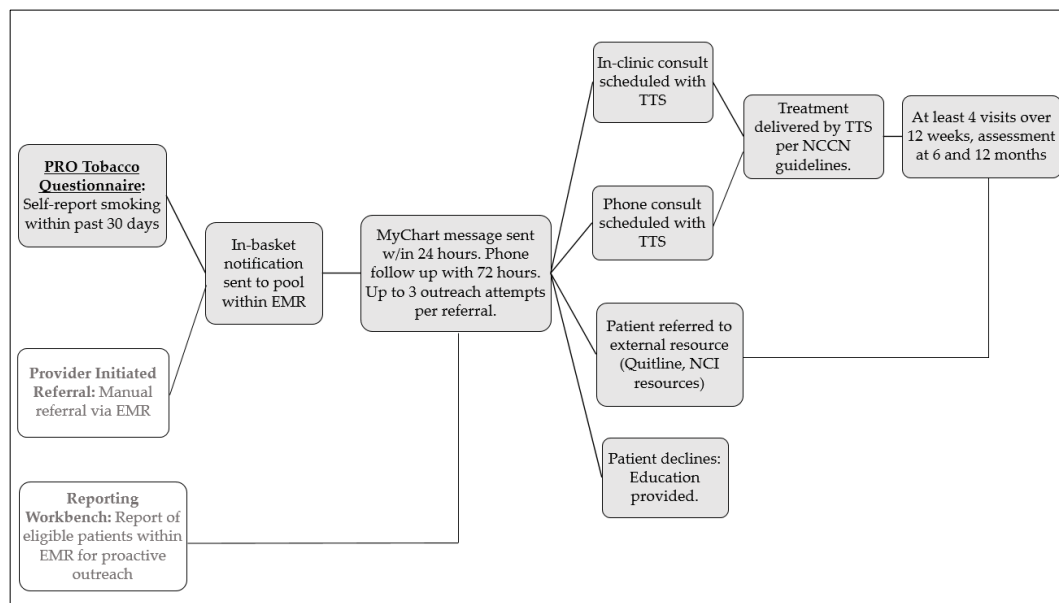 PRO Tobacco
Questionnaire:
Self-report smoking
within past 30 days
Provider Initiated
Referral: Manual
referral via EMR
Reporting
Workbench: Report of
eligible patients within
EMR for proactive
outreach
In-basket
notification
sent to pool
within EMR
MyChart message sent
w/in 24 hours. Phone
follow up with 72 hours.
Up to 3 outreach attempts
per referral.
In-clinic consult
scheduled with
TTS
Phone consult
scheduled with
TTS
Patient referred to
external resource
(Quitline, NCI
resources)
Patient declines:
Education
provided.
Treatment
delivered by TTS
per NCCN
guidelines.
At least 4 visits over
12 weeks, assessment
at 6 and 12 months